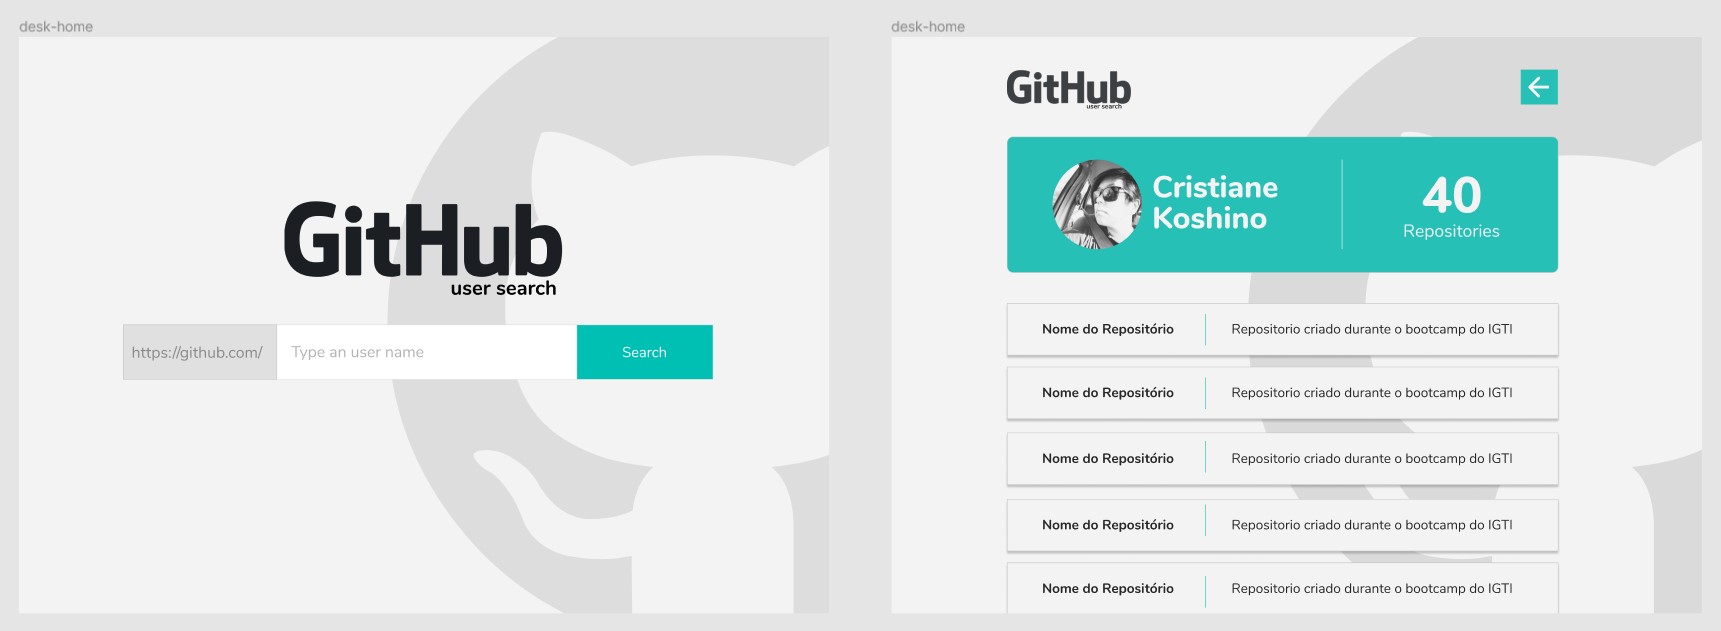 desk-home
GitHub
user search
https://github.com/
Type an user name
Search
desk-home
GitHub
user search
Cristiane
Koshino
40
Repositories
Nome do Repositório
Repositorio criado durante o bootcamp do IGTI
Nome do Repositório
Repositorio criado durante o bootcamp do IGTI
Nome do Repositório
Repositorio criado durante o bootcamp do IGTI
Nome do Repositório
Repositorio criado durante o bootcamp do IGTI
Nome do Repositório
Repositorio criado durante o bootcamp do IGTI